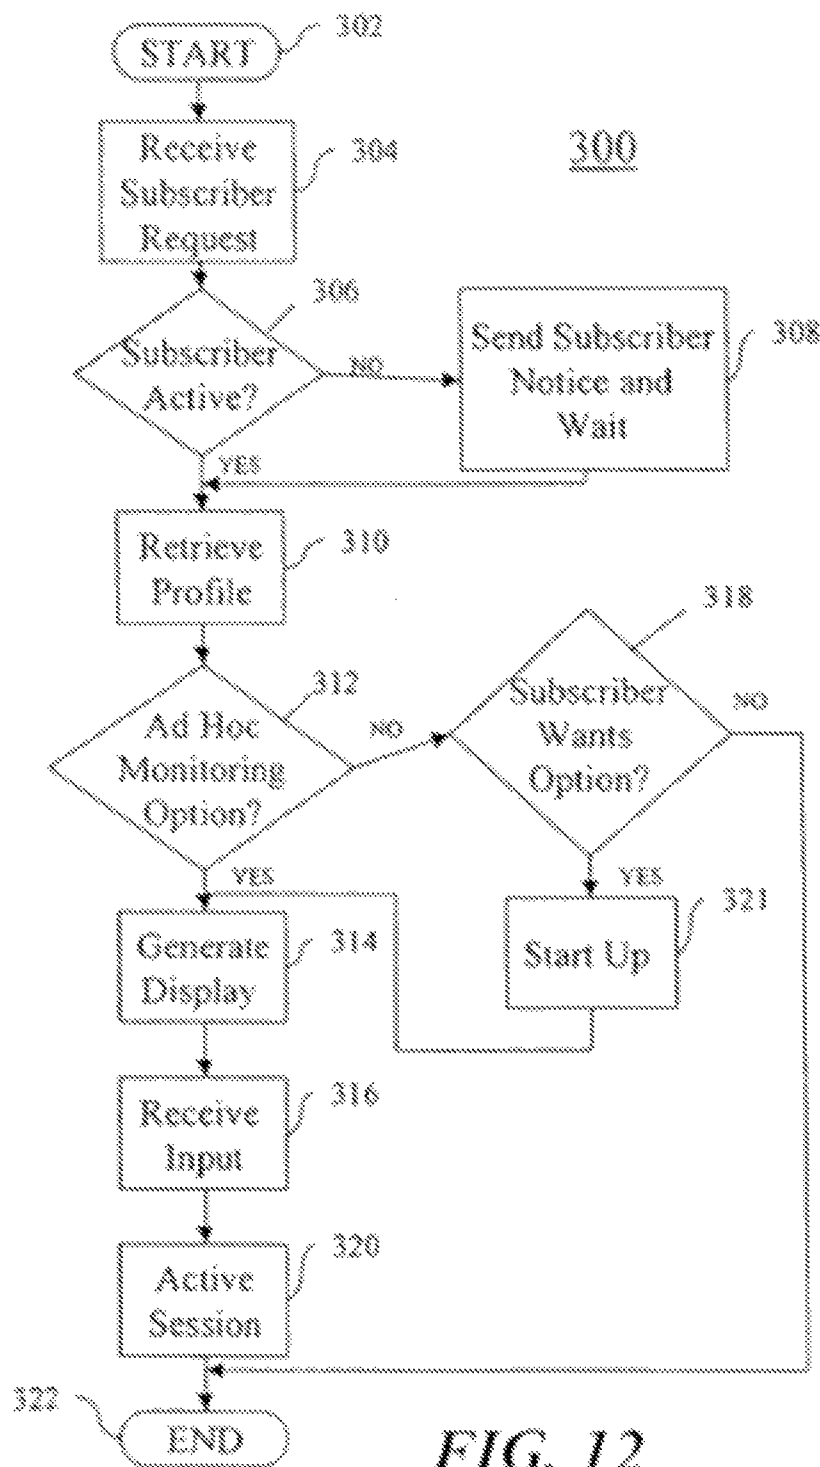 302
START
Receive
Subscriber
Request
304
300
306
Subscriber
Active?
NO
Send Subscriber
Notice and
Wait
308
YES
Retrieve
Profile
310
312
Ad Hoc
Monitoring
Option?
NO
318
Subscriber
Wants
Option?
NO
YES
YES
Generate
Display
314
Start Up
321
Receive
Input
316
Active
Session
320
322
END
FIG. 12